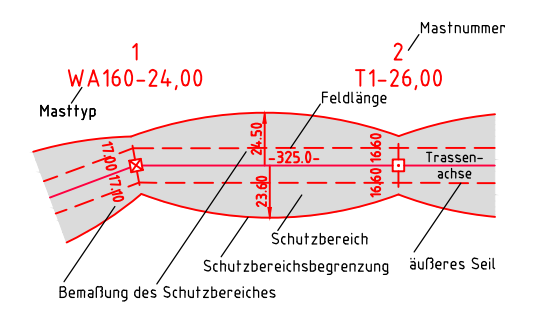 Mastnummer
1
2
WA160-24,00
T1-26,00
Masttyp
Feldlänge
17.00
24.50
-325.0-
16.60
Trassen-
achse
17.10
23.60
16,60
Schutzbereich
Schutzbereichsbegrenzung
äußeres Seil
Bemaßung des Schutzbereiches